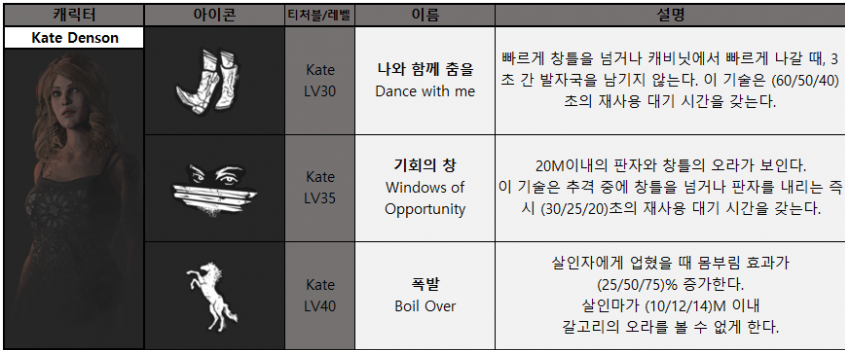 캐릭터 아이콘 티처블/레벨 이름 설명
Kate Denson
Kate
LV30
나와 함께 춤을
Dance with me
빠르게 창틀을 넘거나 캐비닛에서 빠르게 나갈 때, 3
초 간 발자국을 남기지 않는다. 이 기술은 (60/50/40)
초의 재사용 대기 시간을 갖는다.
Kate
LV35
기회의 창
Windows of
Opportunity
20M이내의 판자와 창틀의 오라가 보인다.
이 기술은 추격 중에 창틀을 넘거나 판자를 내리는 즉
시 (30/25/20)초의 재사용 대기 시간을 갖는다.
Kate
LV40
폭발
Boil Over
살인자에게 업혔을 때 몸부림 효과가
(25/50/75)% 증가한다.
살인마가 (10/12/14)M 이내
갈고리의 오라를 볼 수 없게 한다.